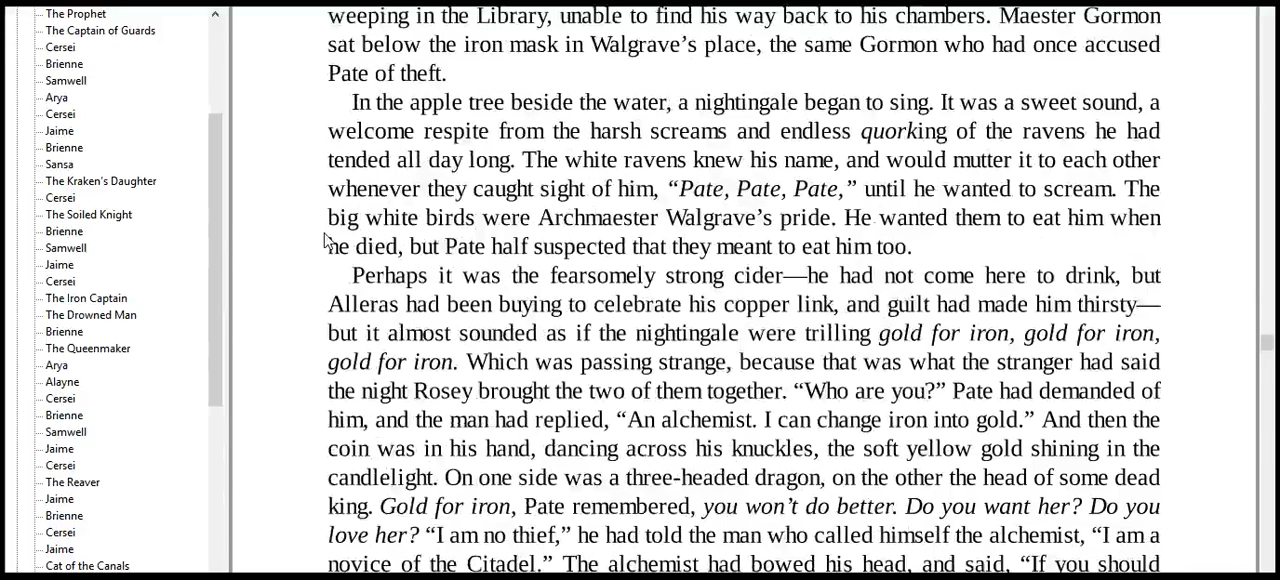 The Prophet
The Captain of Guards
Cersei
Brienne
Samwell
Arya
Cersei
Jaime
Brienne
Sansa
The Kraken's Daughter
Cersei
The Soiled Knight
Brienne
Samwell
Jaime
Cersei
The Iron Captain
The Drowned Man
Brienne
The Queenmaker
Arya
Alayne
Cersei
Brienne
Samwell
Jaime
Cersei
The Reaver
Jaime
Brienne
Cersei
Jaime
Cat of the Canals
weeping in the Library, unable to find his way back to his chambers. Maester Gormon
sat below the iron mask in Walgrave’s place, the same Gormon who had once accused
Pate of theft.
In the apple tree beside the water, a nightingale began to sing. It was a sweet sound, a
welcome respite from the harsh screams and endless quorking of the ravens he had
tended all day long. The white ravens knew his name, and would mutter it to each other
whenever they caught sight of him, “Pate, Pate, Pate,” until he wanted to scream. The
big white birds were Archmaester Walgrave’s pride. He wanted them to eat him when
he died, but Pate half suspected that they meant to eat him too.
Perhaps it was the fearsomely strong cider—he had not come here to drink, but
Alleras had been buying to celebrate his copper link, and guilt had made him thirsty—
but it almost sounded as if the nightingale were trilling gold for iron, gold for iron,
gold for iron. Which was passing strange, because that was what the stranger had said
the night Rosey brought the two of them together. “Who are you?” Pate had demanded of
him, and the man had replied, “An alchemist. I can change iron into gold.” And then the
coin was in his hand, dancing across his knuckles, the soft yellow gold shining in the
candlelight. On one side was a three-headed dragon, on the other the head of some dead
king. Gold for iron, Pate remembered, you won’t do better. Do you want her? Do you
love her? “I am no thief,” he had told the man who called himself the alchemist, “I am a
novice of the Citadel.” The alchemist had bowed his head, and said, “If you should